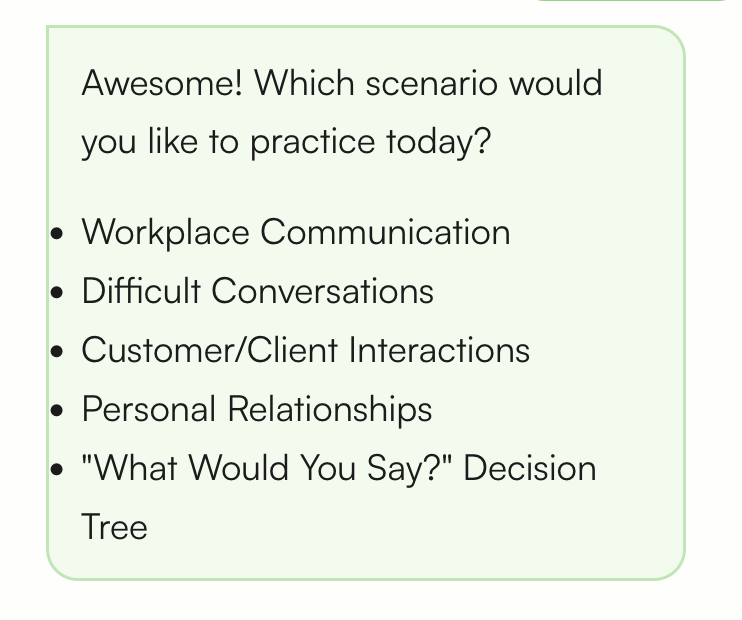 Awesome! Which scenario would
you like to practice today?
• Workplace Communication
• Difficult Conversations
• Customer/Client Interactions
• Personal Relationships
• "What Would You Say?" Decision
Tree